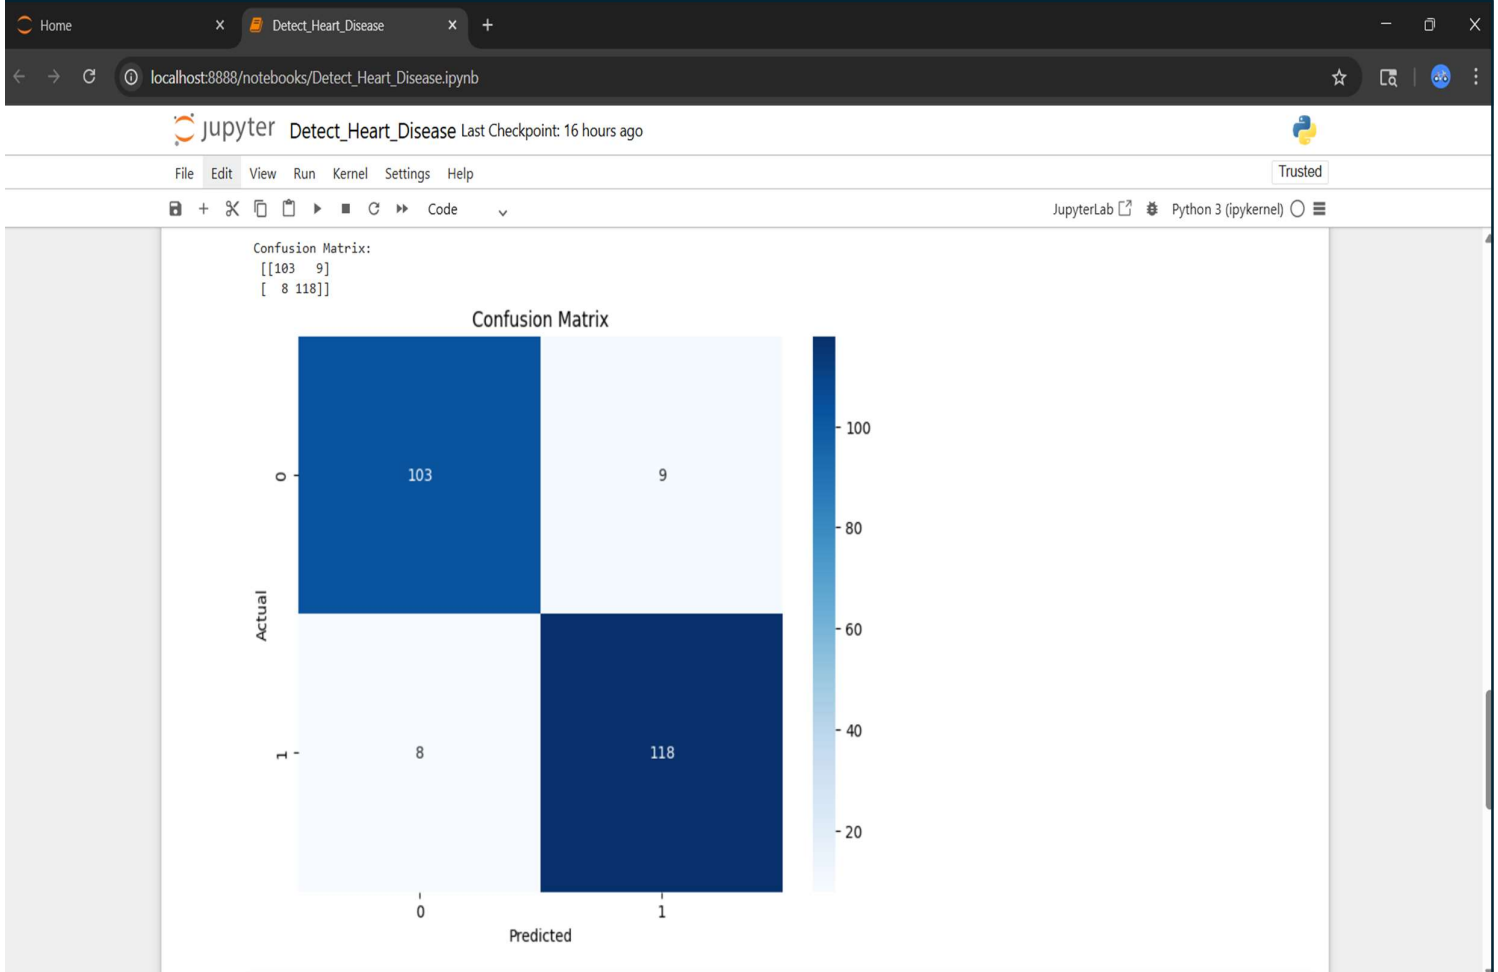 Home
Detect_Heart_Disease
localhost:8888/notebooks/Detect_Heart_Disease.ipynb
jupyter Detect_Heart_Disease Last Checkpoint: 16 hours ago
File Edit View Run Kernel Settings Help
Trusted
Code
JupyterLab
Python 3 (ipykernel)
Confusion Matrix:
[[103   9]
[  8 118]]
Confusion Matrix
103
9
0
8
118
1
Actual
0
1
Predicted
100
80
60
40
20